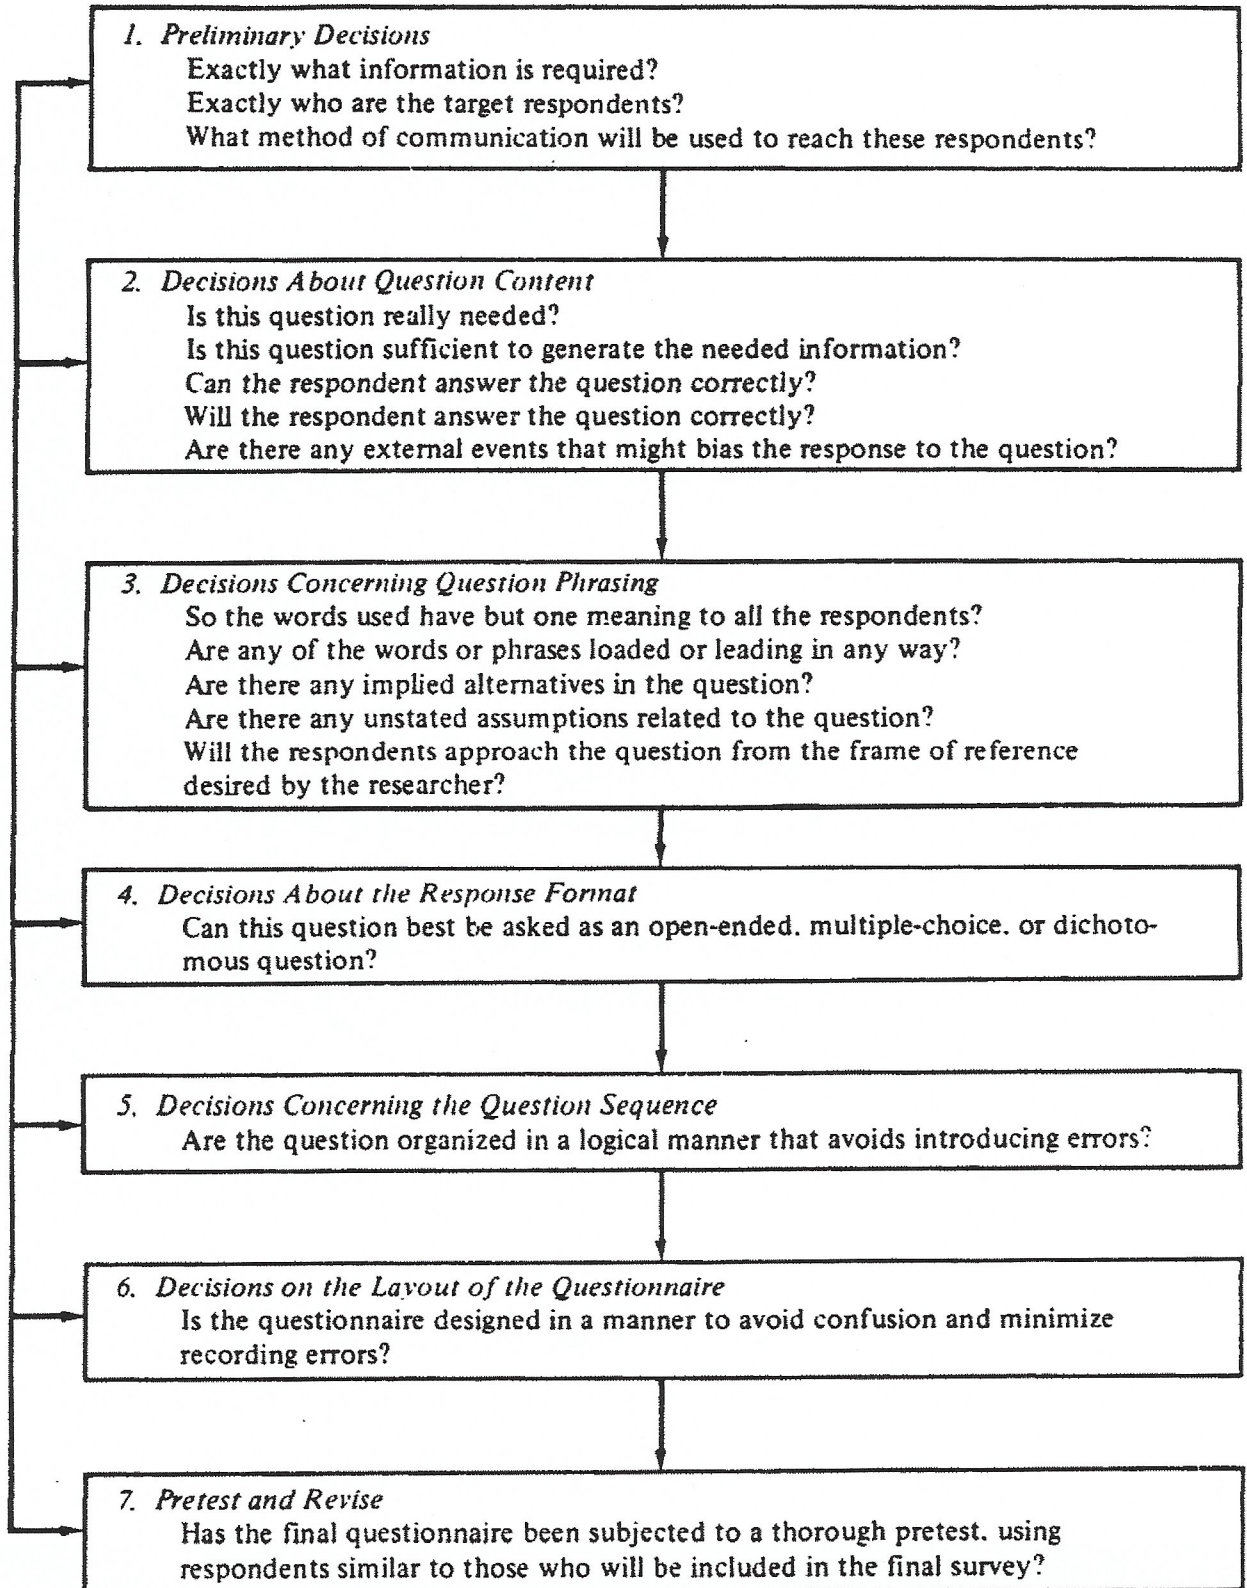 1. Preliminary Decisions
Exactly what information is required?
Exactly who are the target respondents?
What method of communication will be used to reach these respondents?
2. Decisions About Question Content
Is this question really needed?
Is this question sufficient to generate the needed information?
Can the respondent answer the question correctly?
Will the respondent answer the question correctly?
Are there any external events that might bias the response to the question?
3. Decisions Concerning Question Phrasing
So the words used have but one meaning to all the respondents?
Are any of the words or phrases loaded or leading in any way?
Are there any implied alternatives in the question?
Are there any unstated assumptions related to the question?
Will the respondents approach the question from the frame of reference
desired by the researcher?
4. Decisions About the Response Format
Can this question best be asked as an open-ended. multiple-choice. or dichoto-
mous question?
5. Decisions Concerning the Question Sequence
Are the question organized in a logical manner that avoids introducing errors?
6. Decisions on the Layout of the Questionnaire
Is the questionnaire designed in a manner to avoid confusion and minimize
recording errors?
7. Pretest and Revise
Has the final questionnaire been subjected to a thorough pretest. using
respondents similar to those who will be included in the final survey?